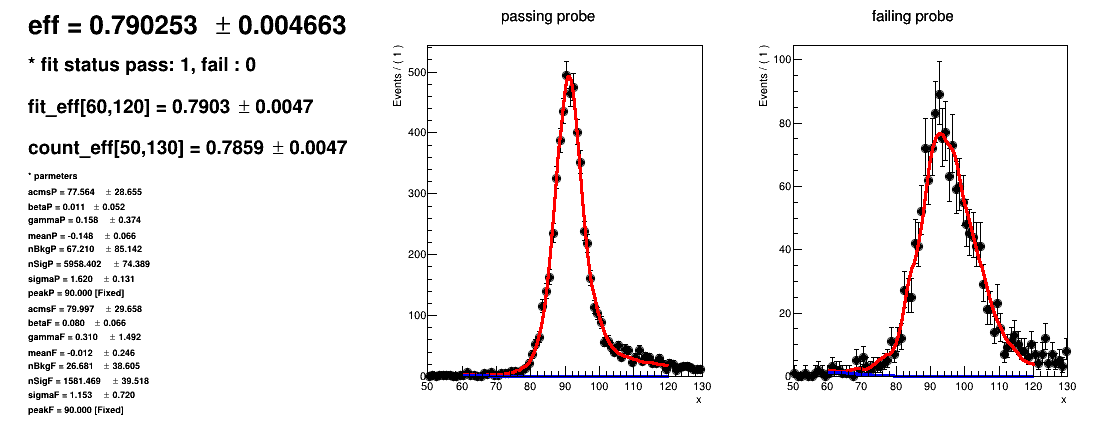 eff = 0.790253 ± 0.004663
* fit status pass: 1, fail : 0
fit_eff[60,120] = 0.7903 ± 0.0047
count_eff[50,130] = 0.7859 ± 0.0047
* parmeters
acmsP = 77.564 ± 28.655
betaP = 0.011 ± 0.052
gammaP = 0.158 ± 0.374
meanP = -0.148 ± 0.066
nBkgP = 67.210 ± 85.142
nSigP = 5958.402 ± 74.389
sigmaP = 1.620 ± 0.131
peakP = 90.000 [Fixed]
acmsF = 79.997 ± 29.658
betaF = 0.080 ± 0.066
gammaF = 0.310 ± 1.492
meanF = -0.012 ± 0.246
nBkgF = 26.681 ± 38.605
nSigF = 1581.469 ± 39.518
sigmaF = 1.153 ± 0.720
peakF = 90.000 [Fixed]
passing probe
Events / ( 1 )
500
400
300
200
100
0
50 60 70 80 90 100 110 120 130
x
failing probe
Events / ( 1 )
100
80
60
40
20
0
50 60 70 80 90 100 110 120 130
x